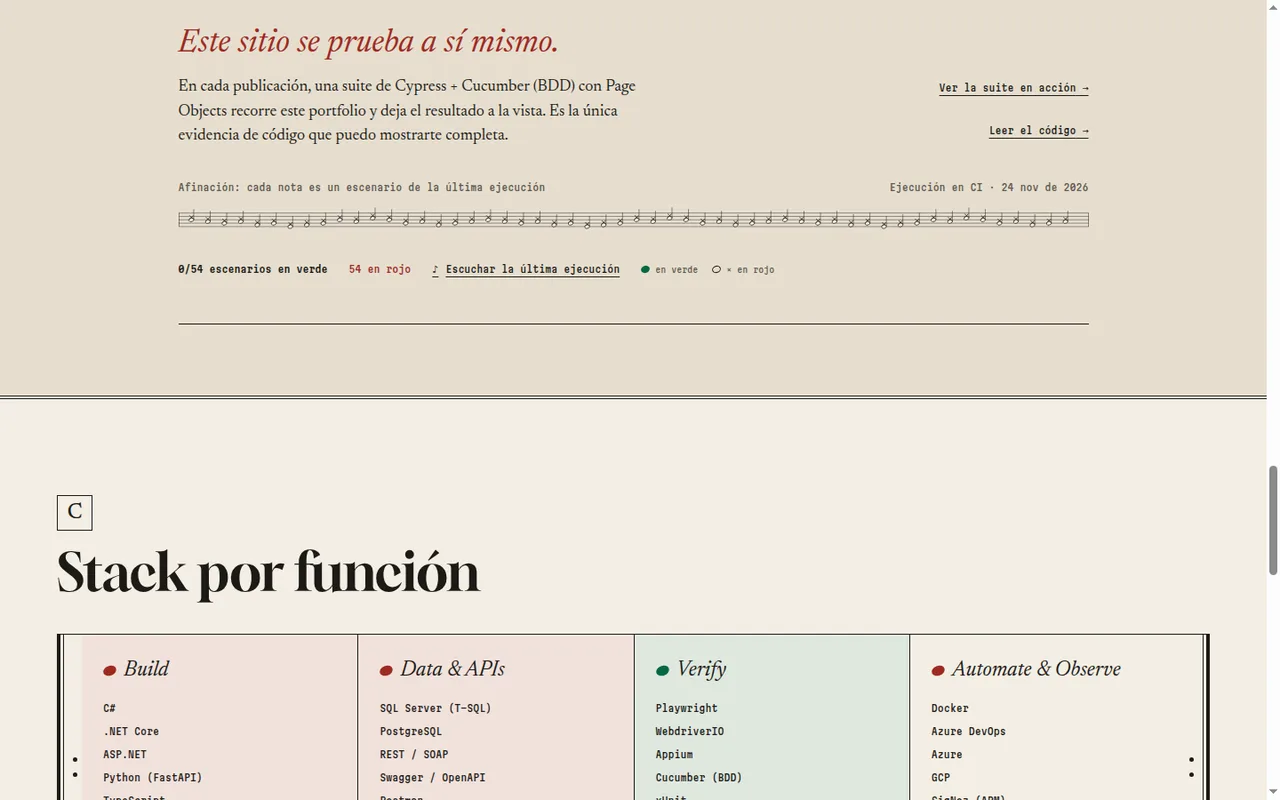 Este sitio se prueba a sí mismo.
En cada publicación, una suite de Cypress + Cucumber (BDD) con Page
Objects recorre este portfolio y deja el resultado a la vista. Es la única
evidencia de código que puedo mostrarte completa.
Ver la suite en acción →
Leer el código →
Afinación: cada nota es un escenario de la última ejecución
Ejecución en CI · 24 nov de 2026
0/54 escenarios en verde
54 en rojo
♪ Escuchar la última ejecución
en verde
× en rojo
C
Stack por función
Build
C#
.NET Core
ASP.NET
Python (FastAPI)
TypeScript
Data & APIs
SQL Server (T-SQL)
PostgreSQL
REST / SOAP
Swagger / OpenAPI
Postman
Verify
Playwright
WebdriverIO
Appium
Cucumber (BDD)
xUnit
Automate & Observe
Docker
Azure DevOps
Azure
GCP
SigNoz (APM)